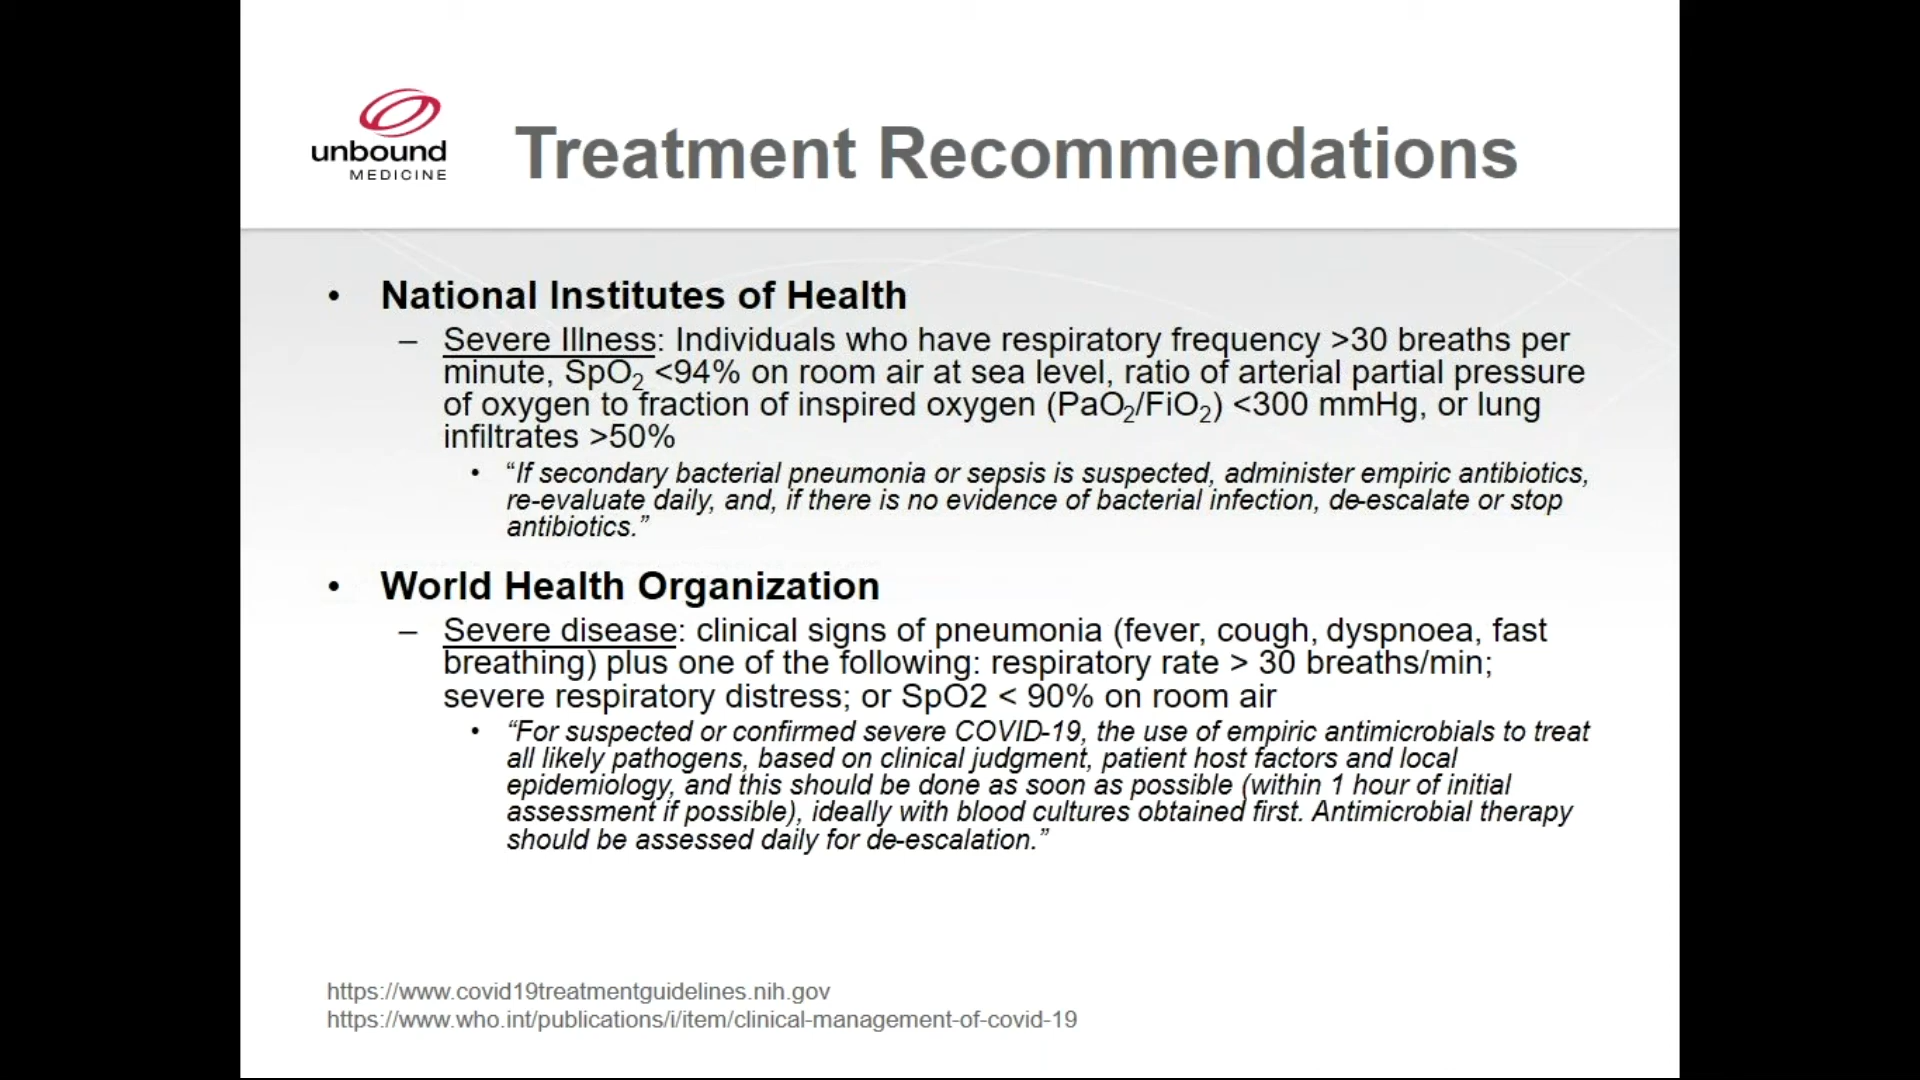 unbound
MEDICINE
Treatment Recommendations
• National Institutes of Health
– Severe Illness: Individuals who have respiratory frequency >30 breaths per
minute, SpO₂ <94% on room air at sea level, ratio of arterial partial pressure
of oxygen to fraction of inspired oxygen (PaO₂/FiO₂) <300 mmHg, or lung
infiltrates >50%
• “If secondary bacterial pneumonia or sepsis is suspected, administer empiric antibiotics,
re-evaluate daily, and, if there is no evidence of bacterial infection, de-escalate or stop
antibiotics.”
• World Health Organization
– Severe disease: clinical signs of pneumonia (fever, cough, dyspnoea, fast
breathing) plus one of the following: respiratory rate > 30 breaths/min;
severe respiratory distress; or SpO2 < 90% on room air
• “For suspected or confirmed severe COVID-19, the use of empiric antimicrobials to treat
all likely pathogens, based on clinical judgment, patient host factors and local
epidemiology, and this should be done as soon as possible (within 1 hour of initial
assessment if possible), ideally with blood cultures obtained first. Antimicrobial therapy
should be assessed daily for de-escalation.”
https://www.covid19treatmentguidelines.nih.gov
https://www.who.int/publications/i/item/clinical-management-of-covid-19